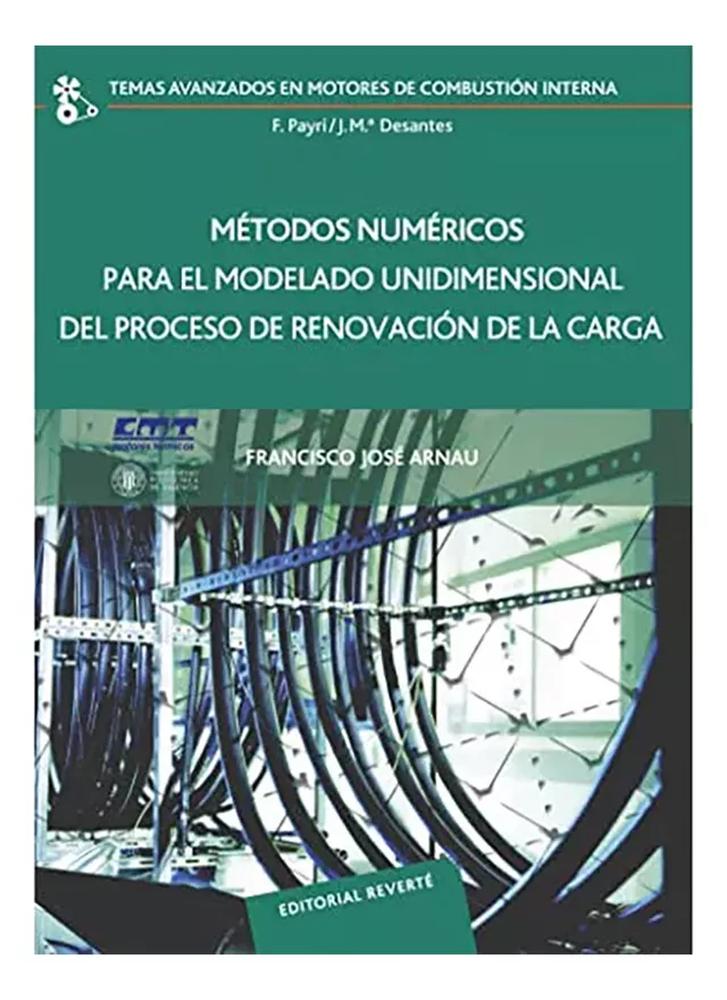 TEMAS AVANZADOS EN MOTORES DE COMBUSTIÓN INTERNA
F. Payri/J. M.ª Desantes
MÉTODOS NUMÉRICOS
PARA EL MODELADO UNIDIMENSIONAL
DEL PROCESO DE RENOVACIÓN DE LA CARGA
CMT
FRANCISCO JOSÉ ARNAU
EDITORIAL REVERTÉ